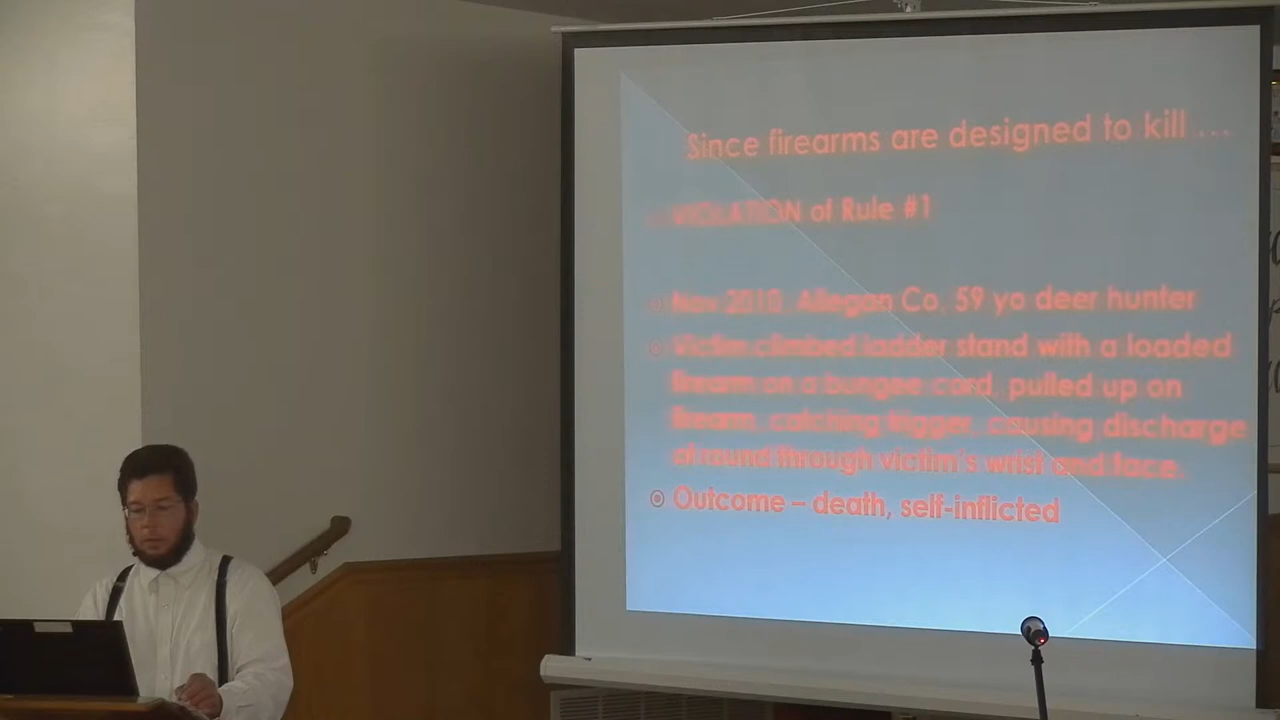 Since firearms are designed to kill ...
VIOLATION of Rule #1
Nov 2010, Allegan Co, 59 yo deer hunter
Victim climbed ladder stand with a loaded
firearm on a bungee cord, pulled up on
firearm, catching trigger, causing discharge
of round through victim's wrist and face.
Outcome – death, self-inflicted